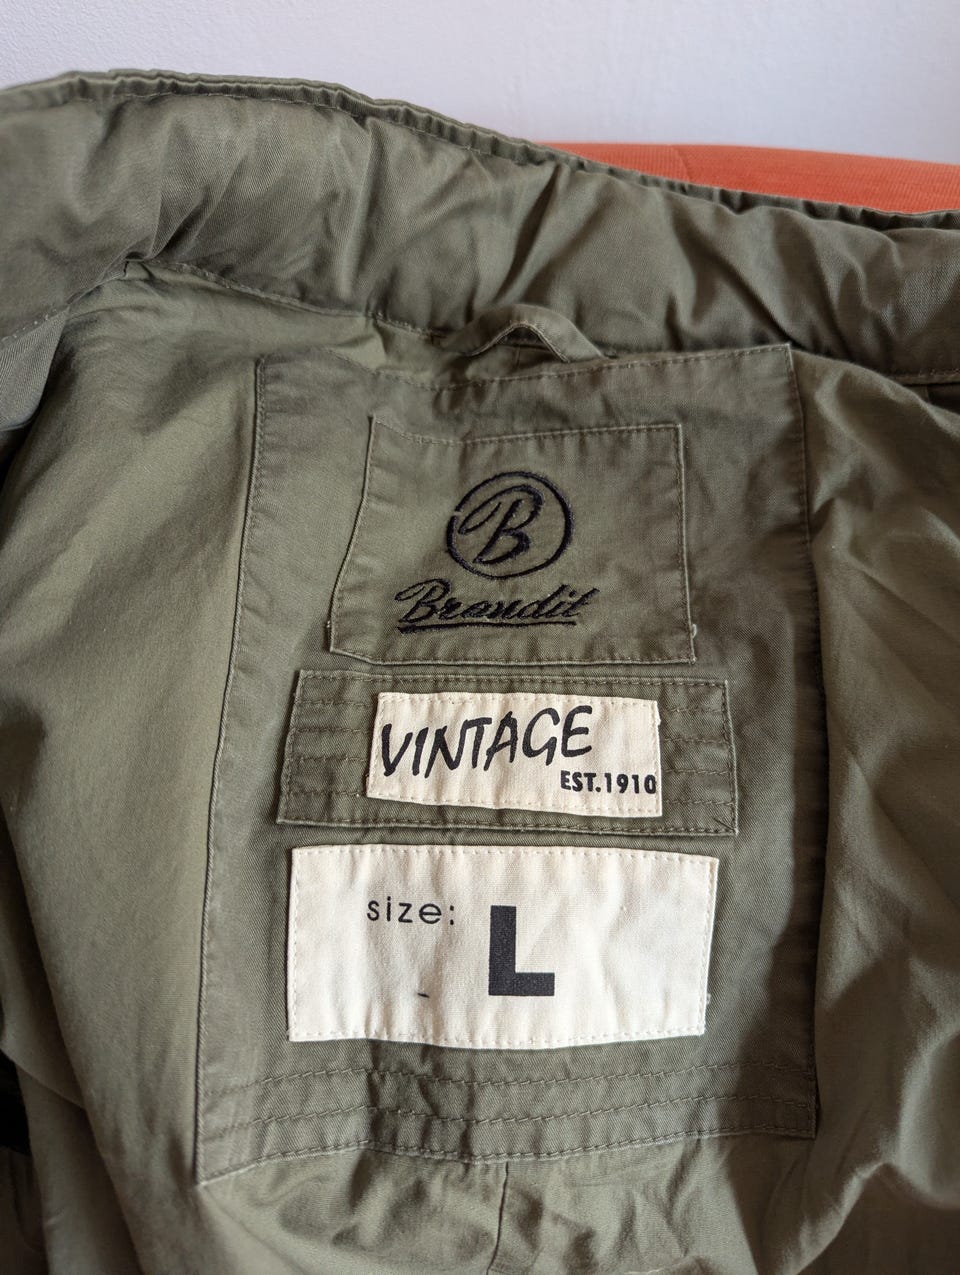 B
Brandit
VINTAGE
EST.1910
size: L